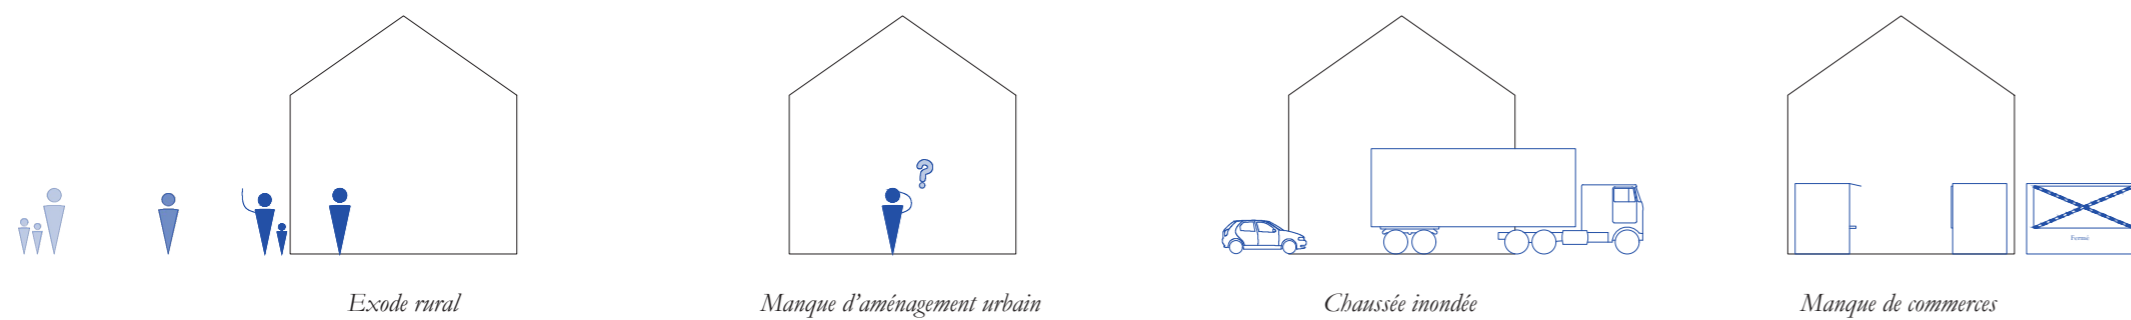 ?
Fermé
Exode rural
Manque d'aménagement urbain
Chaussée inondée
Manque de commerces